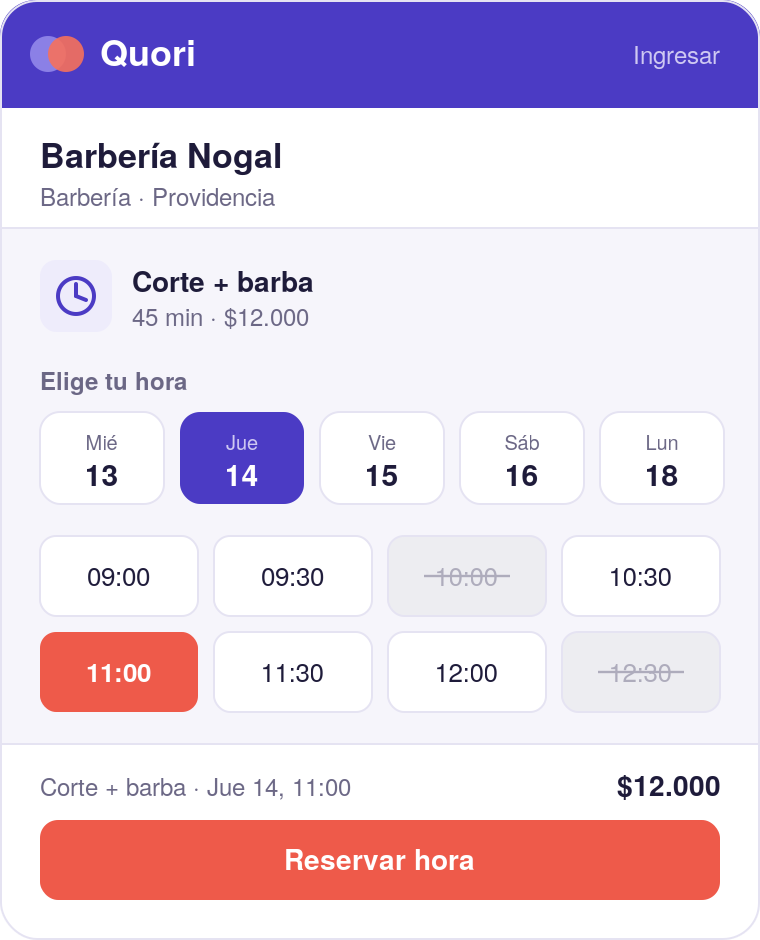 Quori
Ingresar
Barbería Nogal
Barbería · Providencia
Corte + barba
45 min · $12.000
Elige tu hora
Mié Jue Vie Sáb Lun
13 14 15 16 18
09:00 09:30 10:00 10:30
11:00 11:30 12:00 12:30
Corte + barba · Jue 14, 11:00 $12.000
Reservar hora